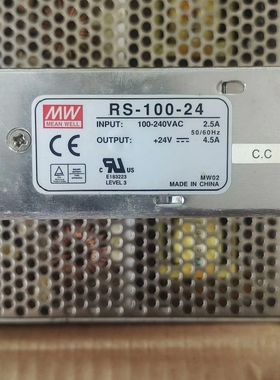 MW
MEAN WELL
RS-100-24
INPUT: 100-240VAC 2.5A
50/60Hz
OUTPUT: +24V ⎓ 4.5A
CE
c UL us
E183223
LEVEL 3
MW02
MADE IN CHINA
C.C